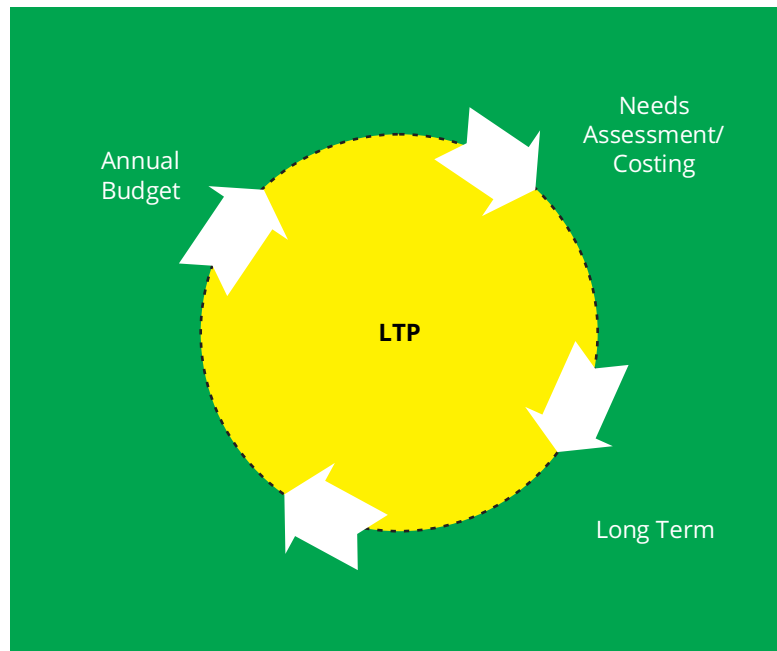 Needs
Assessment/
Costing
Annual
Budget
LTP
Long Term